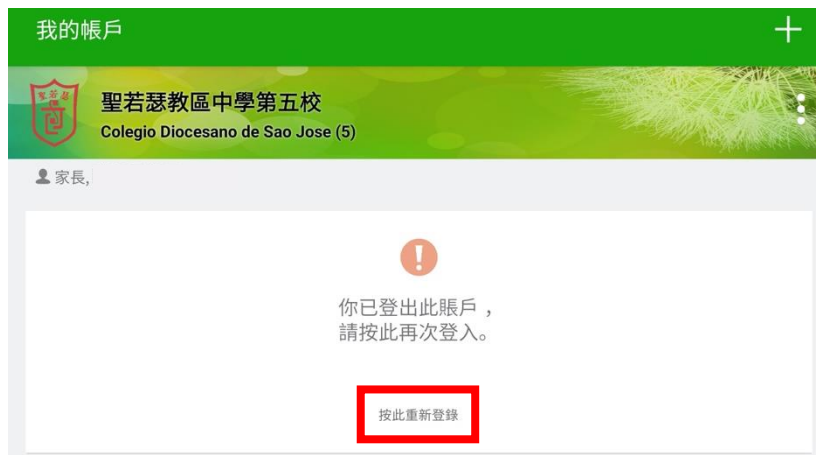 我的帳戶
聖若瑟教區中學第五校
Colegio Diocesano de Sao Jose (5)
家長,
你已登出此賬戶，
請按此再次登入。
按此重新登錄